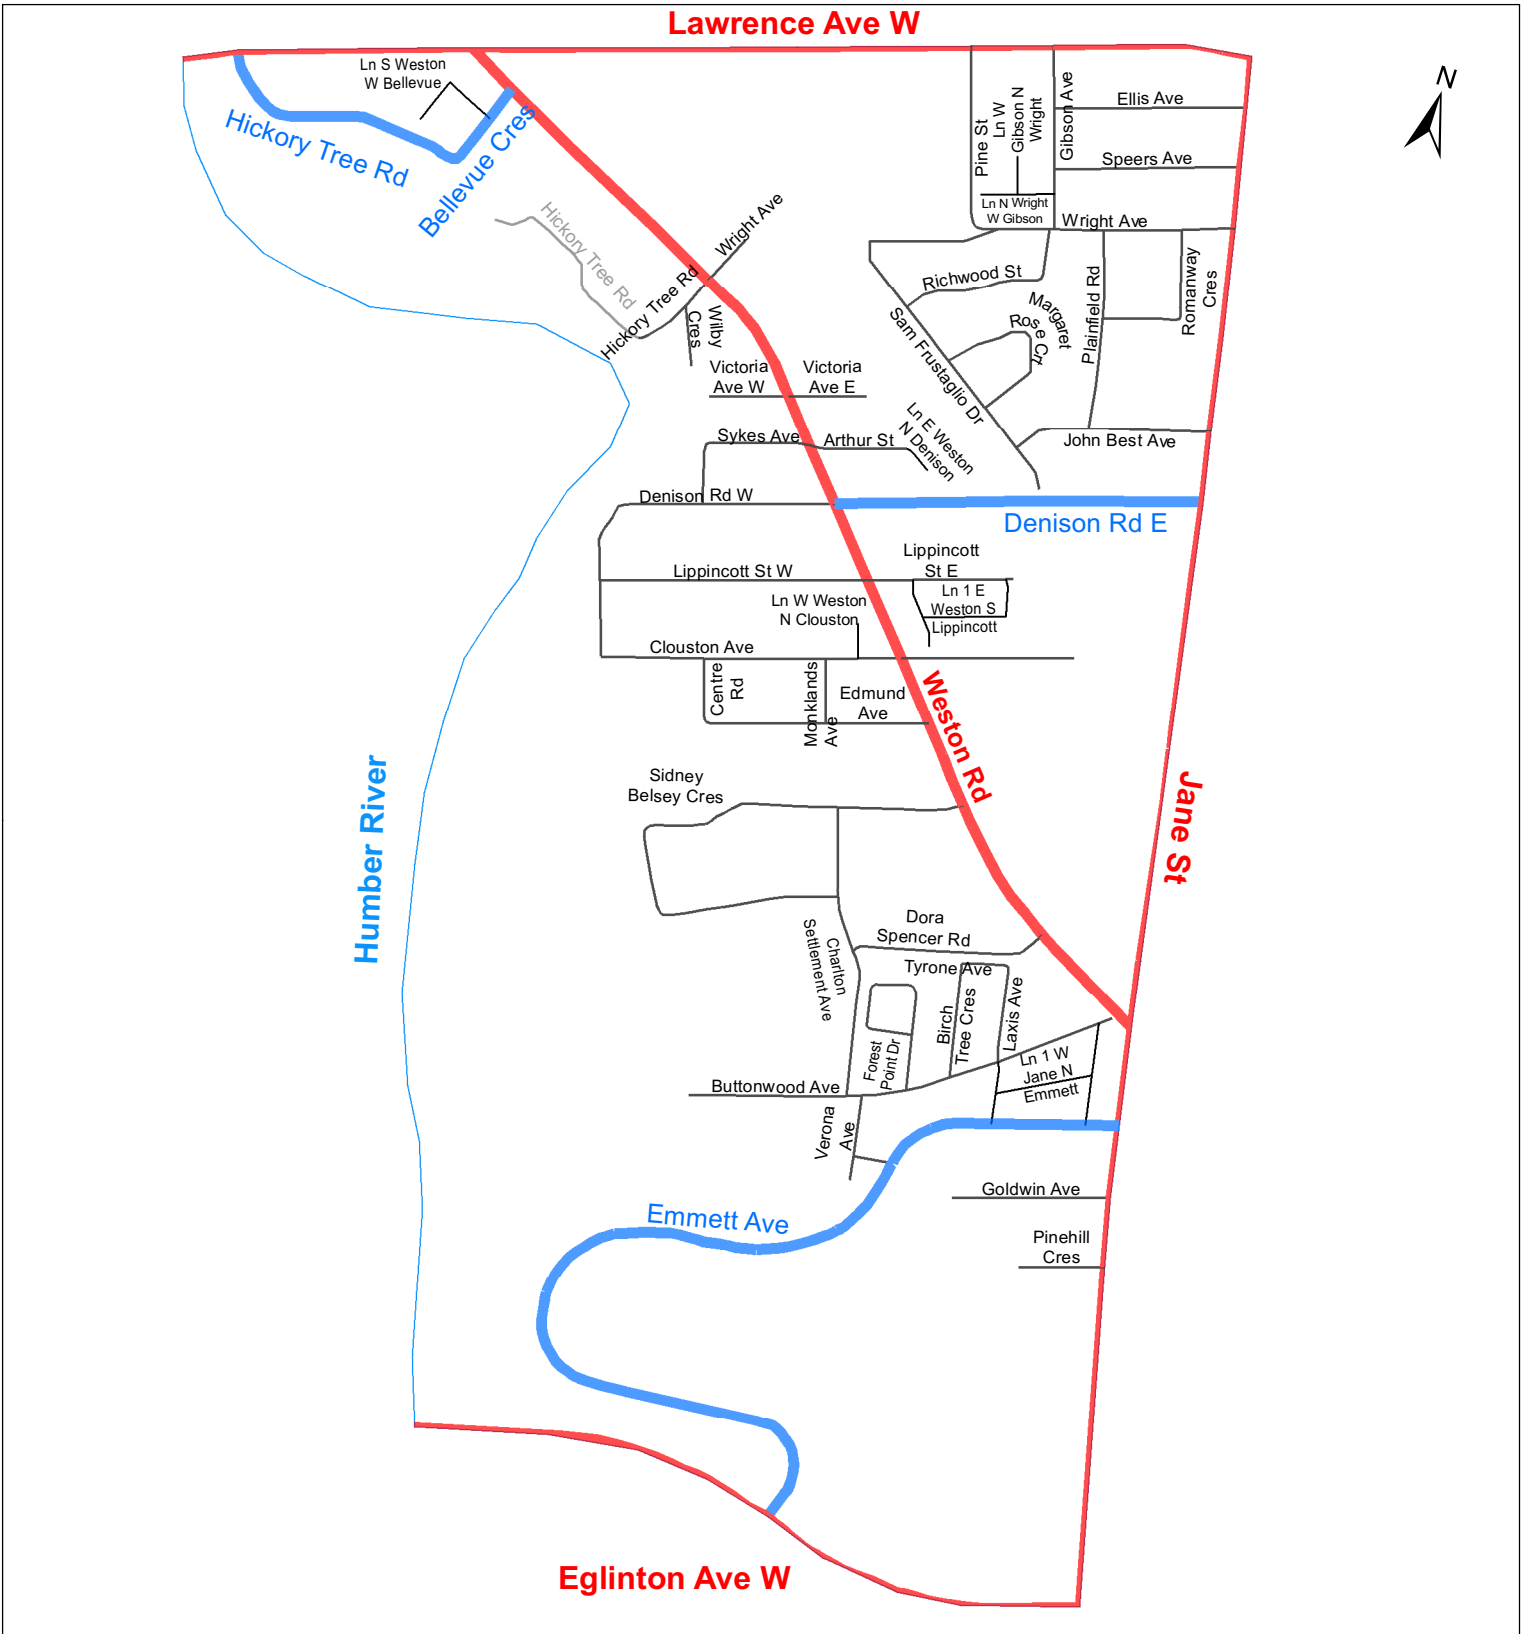 Lawrence Ave W
N
Ln S Weston
W Bellevue
Hickory Tree Rd
Bellevue Cres
Hickory Tree Rd
Hickory Tree Rd
Wright Ave
Wilby
Cres
Pine St
Ln W
Gibson N
Wright
Gibson Ave
Ellis Ave
Speers Ave
Ln N Wright
W Gibson
Wright Ave
Richwood St
Margaret
Rose Crt
Plainfield Rd
Romanway
Cres
Sam Frustaglio Dr
Victoria
Ave W
Victoria
Ave E
Sykes Ave
Arthur St
Ln E Weston
N Denison
John Best Ave
Denison Rd W
Denison Rd E
Lippincott St W
Lippincott
St E
Ln 1 E
Weston S
Lippincott
Ln W Weston
N Clouston
Clouston Ave
Centre
Rd
Monklands
Ave
Edmund
Ave
Weston Rd
Jane St
Humber River
Sidney
Belsey Cres
Dora
Spencer Rd
Charlton
Settlement Ave
Tyrone Ave
Birch
Tree Cres
Laxis Ave
Forest
Point Dr
Ln 1 W
Jane N
Emmett
Buttonwood Ave
Verona
Ave
Goldwin Ave
Emmett Ave
Pinehill
Cres
Eglinton Ave W